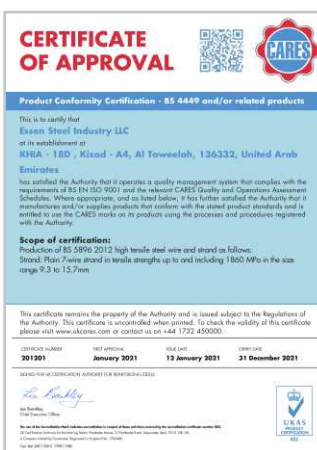 CERTIFICATE
OF APPROVAL
CARES
Product Conformity Certification - BS 4449 and/or related products
This is to certify that
Essen Steel Industry LLC
at its establishment at
KHIA - 18D , Kizad - A4, Al Taweelah, 136332, United Arab
Emirates
has satisfied the Authority that it operates a quality management system that complies with the
requirements of BS EN ISO 9001 and the relevant CARES Quality and Operations Assessment
Schedules. Where appropriate, and as listed below, it has further satisfied the Authority that it
manufactures and/or supplies products that conform with the stated product standards and is
entitled to use the CARES marks on its products using the processes and procedures registered
with the Authority.
Scope of certification:
Production of BS 5896 2012 high tensile steel wire and strand as follows:
Strand: Plain 7-wire strand in tensile strengths up to and including 1860 MPa in the size
range 9.3 to 15.7mm
This certificate remains the property of the Authority and is issued subject to the Regulations of
the Authority. This certificate is uncontrolled when printed. To check the validity of this certificate
please visit www.ukcares.com or contact us on +44 1732 450000.
CERTIFICATE NUMBER FIRST APPROVAL ISSUE DATE EXPIRY DATE
201201 January 2021 12 January 2021 31 December 2021
SIGNED FOR UK CERTIFICATION AUTHORITY FOR REINFORCING STEELS
Lee Brankley
Chief Executive Officer
UKAS
PRODUCT
CERTIFICATION